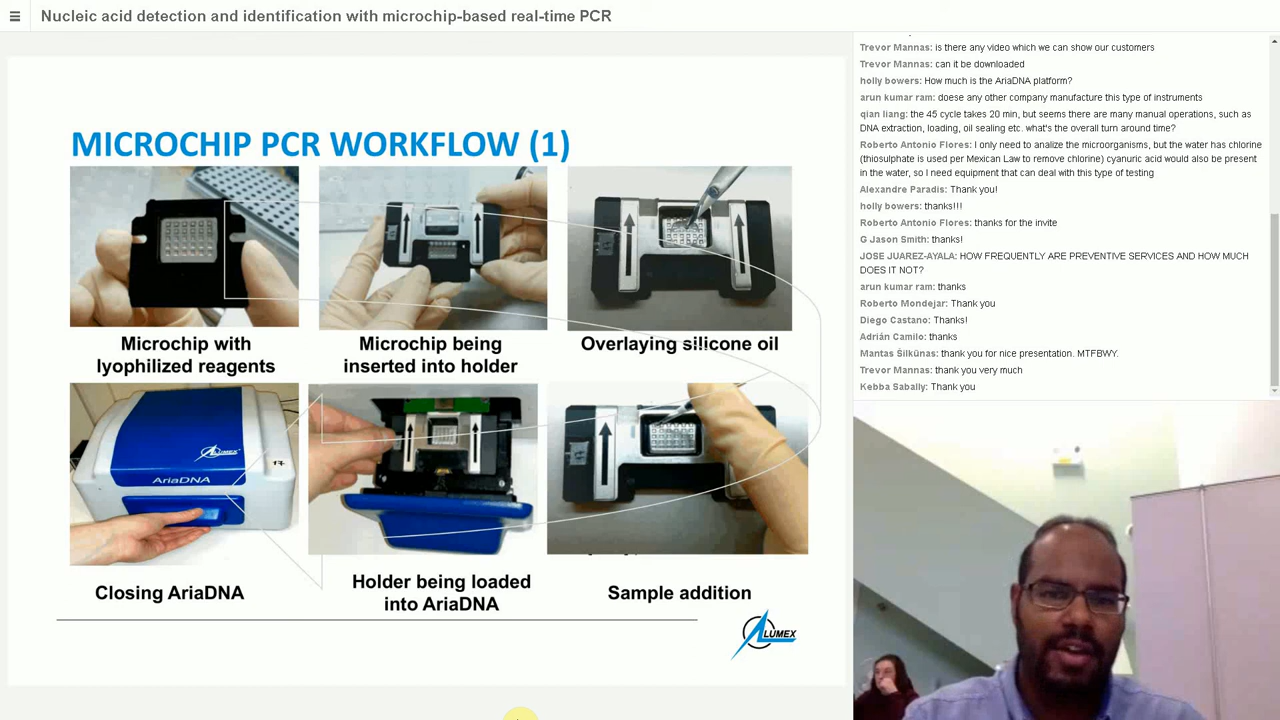 Nucleic acid detection and identification with microchip-based real-time PCR
MICROCHIP PCR WORKFLOW (1)
Microchip with
lyophilized reagents
Microchip being
inserted into holder
Overlaying silicone oil
LUMEX
AriaDNA
Closing AriaDNA
Holder being loaded
into AriaDNA
Sample addition
LUMEX
Trevor Mannas: is there any video which we can show our customers
Trevor Mannas: can it be downloaded
holly bowers: How much is the AriaDNA platform?
arun kumar ram: doese any other company manufacture this type of instruments
qian liang: the 45 cycle takes 20 min, but seems there are many manual operations, such as
DNA extraction, loading, oil sealing etc. what's the overall turn around time?
Roberto Antonio Flores: I only need to analize the microorganisms, but the water has chlorine
(thiosulphate is used per Mexican Law to remove chlorine) cyanuric acid would also be present
in the water, so I need equipment that can deal with this type of testing
Alexandre Paradis: Thank you!
holly bowers: thanks!!!
Roberto Antonio Flores: thanks for the invite
G Jason Smith: thanks!
JOSE JUAREZ-AYALA: HOW FREQUENTLY ARE PREVENTIVE SERVICES AND HOW MUCH
DOES IT NOT?
arun kumar ram: thanks
Roberto Mondejar: Thank you
Diego Castano: Thanks!
Adrián Camilo: thanks
Mantas Šilkūnas: thank you for nice presentation. MTFBWY.
Trevor Mannas: thank you very much
Kebba Sabally: Thank you